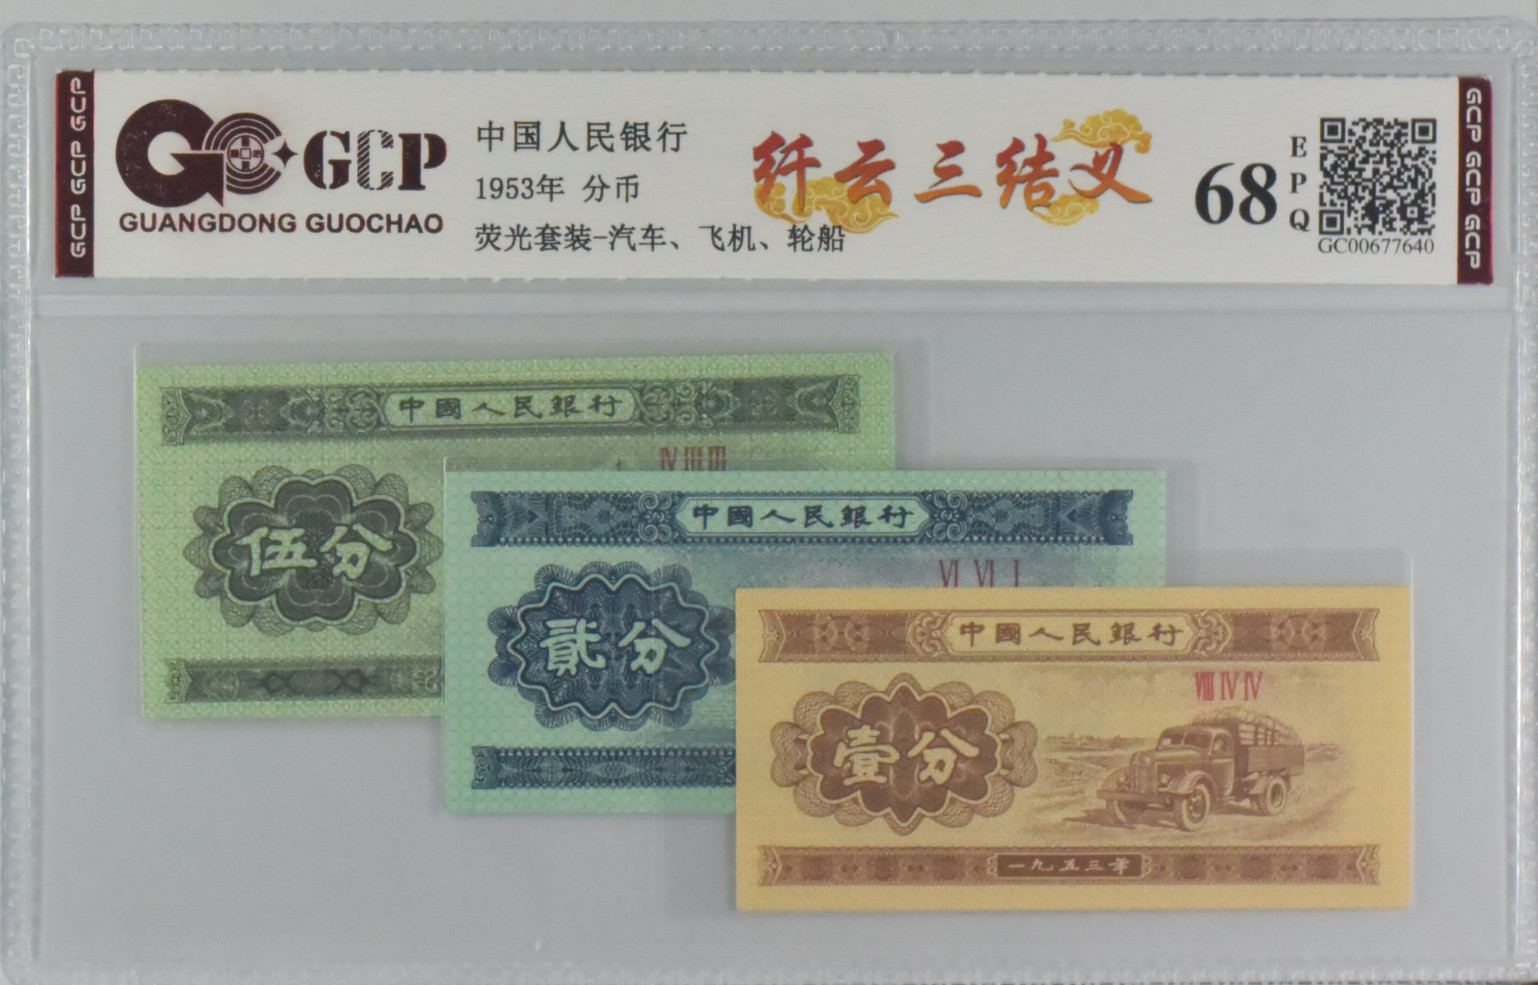 GCP GCP GCP
GCP
GUANGDONG GUOCHAO
中国人民银行
1953年 分币
荧光套装-汽车、飞机、轮船
纤云三结义
68
EPQ
GC00677640
GCP GCP GCP
中國人民銀行
IV III III
伍分
中國人民銀行
VI VI I
貳分
中國人民銀行
VIII IV IV
壹分
一九五三年